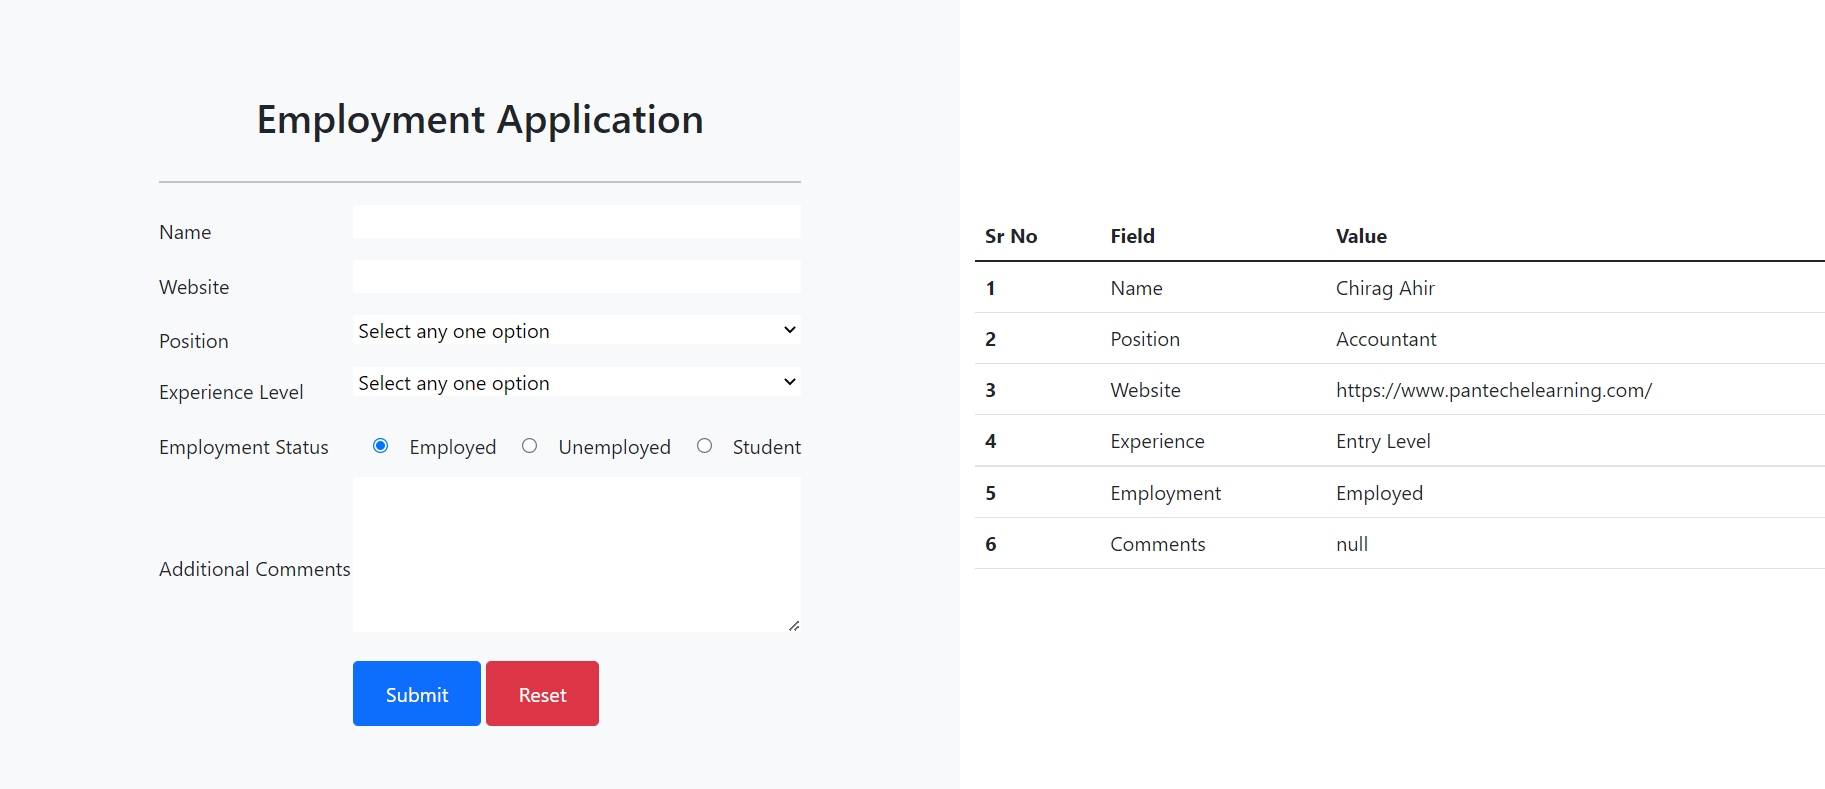 Employment Application
Name
Website
Position Select any one option
Experience Level Select any one option
Employment Status Employed Unemployed Student
Additional Comments
Submit Reset
Sr No Field Value
1 Name Chirag Ahir
2 Position Accountant
3 Website https://www.pantechelearning.com/
4 Experience Entry Level
5 Employment Employed
6 Comments null